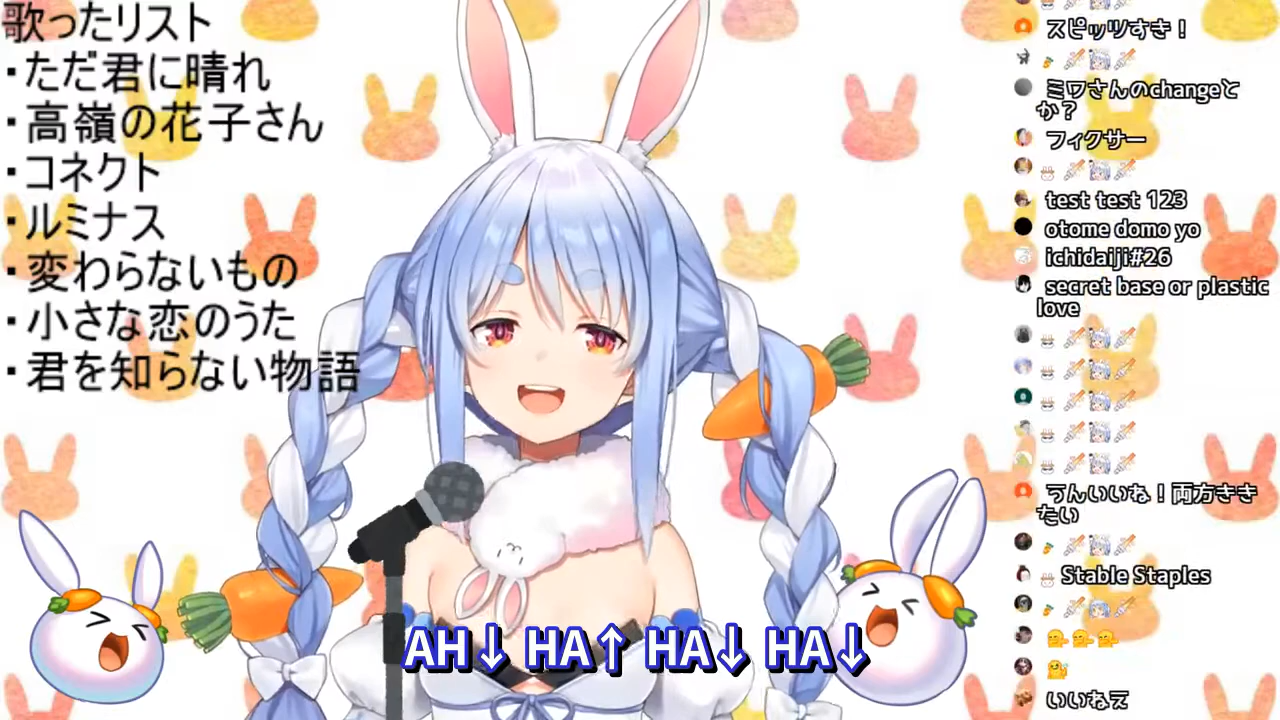 歌ったリスト
・ただ君に晴れ
・高嶺の花子さん
・コネクト
・ルミナス
・変わらないもの
・小さな恋のうた
・君を知らない物語
スピッツすき！
ミワさんのchangeと
か？
フィクサー
test test 123
otome domo yo
ichidaiji#26
secret base or plastic
love
うんいいね！両方きき
たい
Stable Staples
いいねえ
AH↓ HA↑ HA↓ HA↓